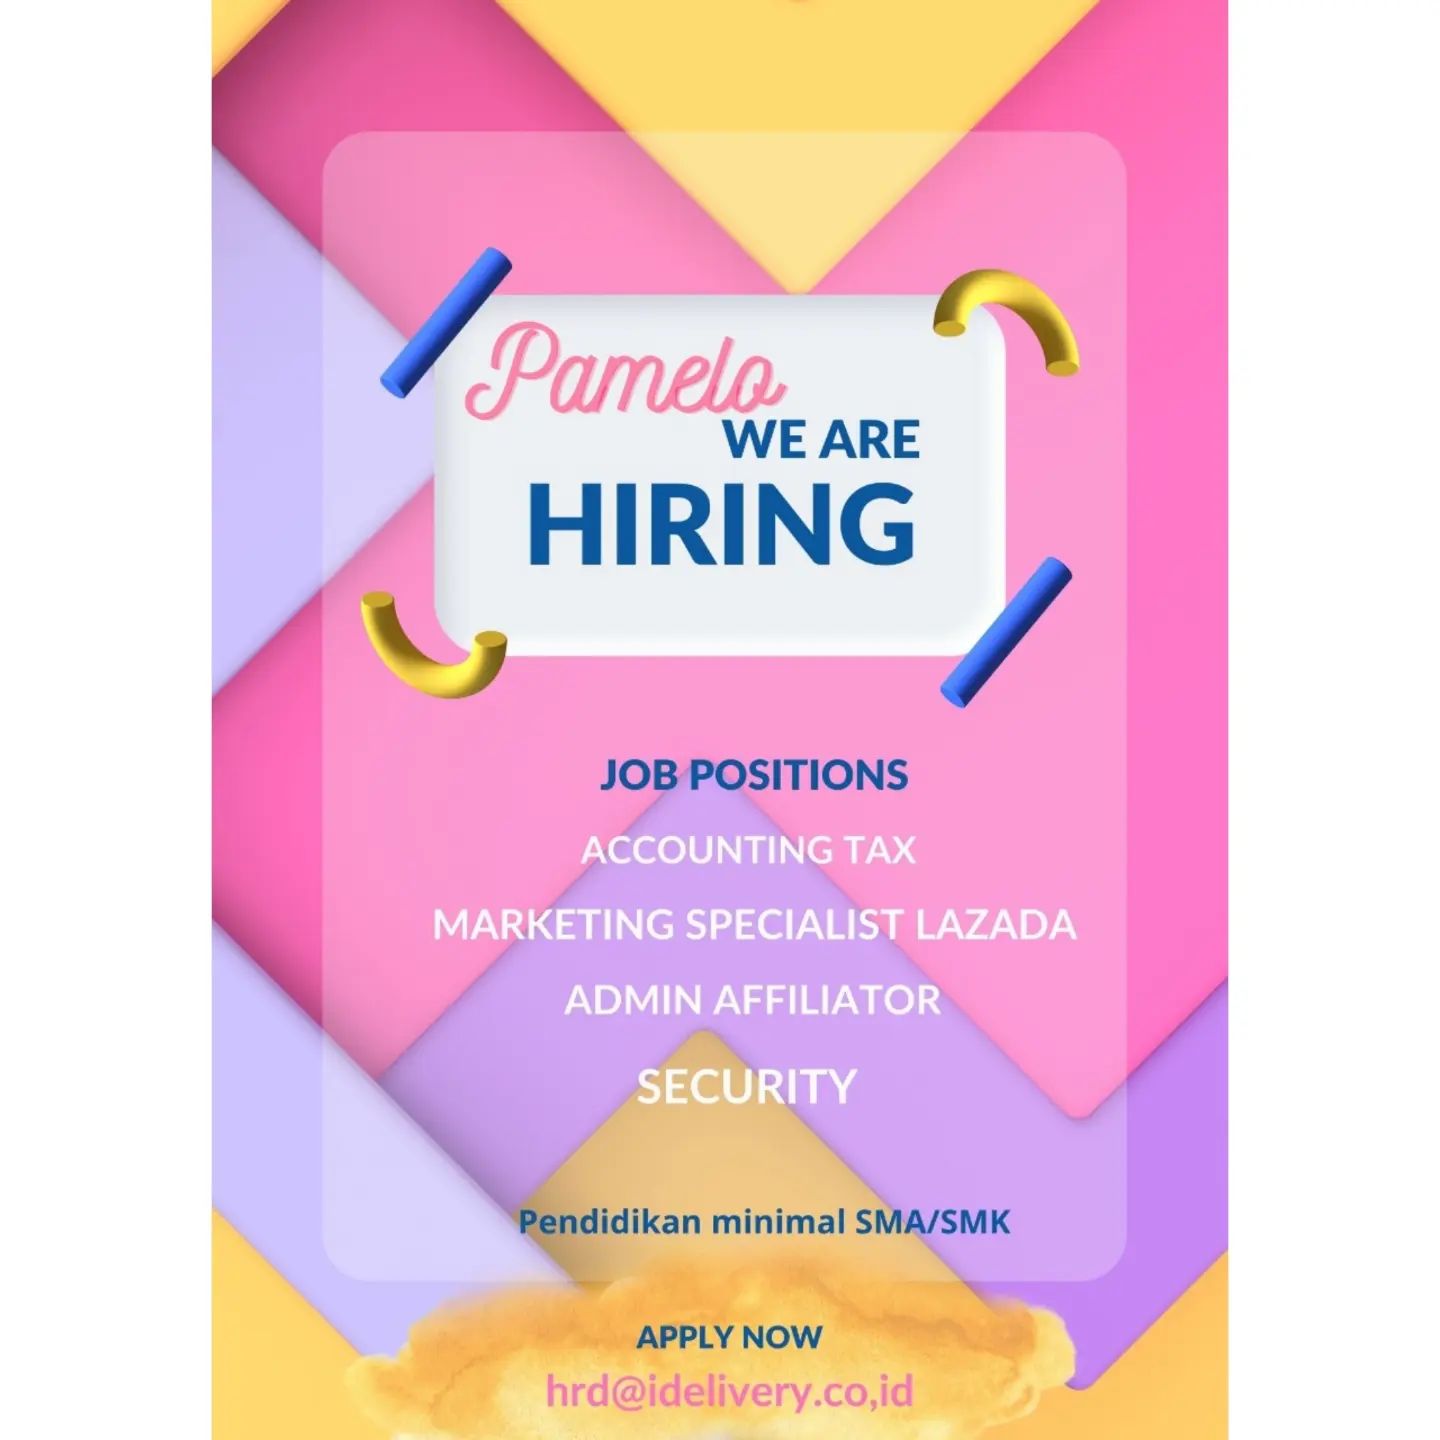 Pamelo
WE ARE
HIRING
JOB POSITIONS
ACCOUNTING TAX
MARKETING SPECIALIST LAZADA
ADMIN AFFILIATOR
SECURITY
Pendidikan minimal SMA/SMK
APPLY NOW
hrd@idelivery.co,id